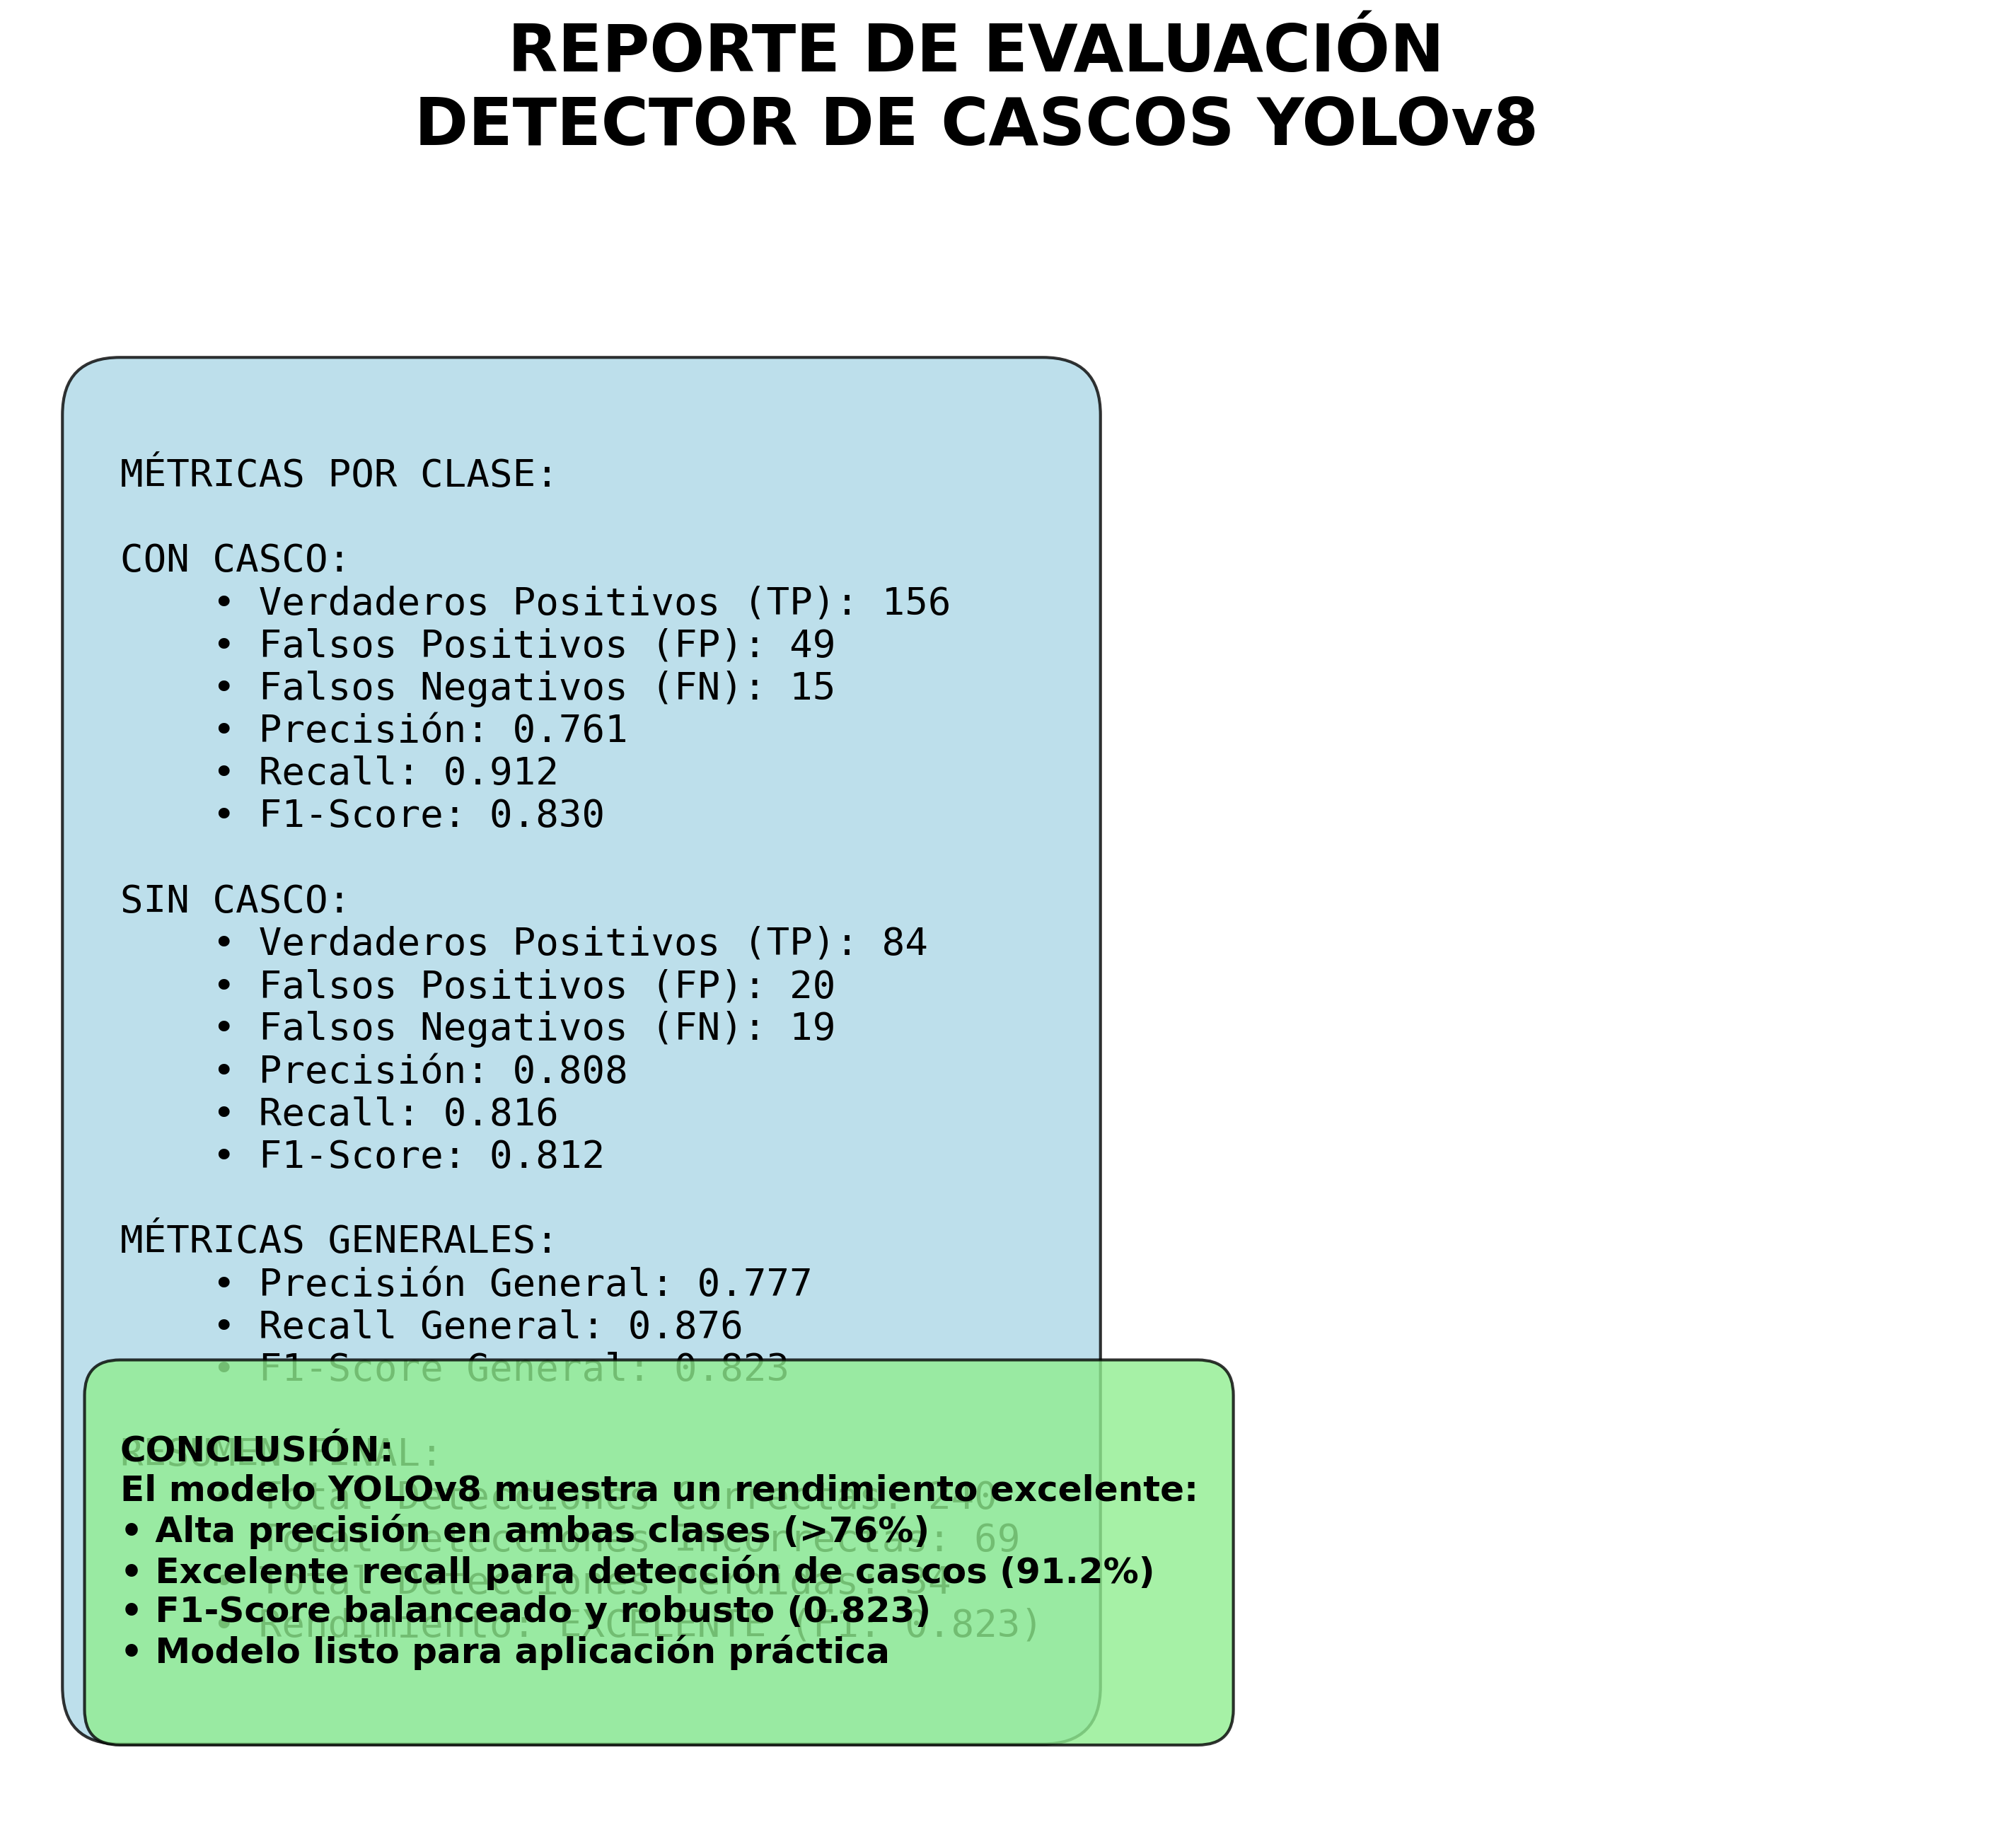 REPORTE DE EVALUACIÓN
DETECTOR DE CASCOS YOLOv8
MÉTRICAS POR CLASE:
CON CASCO:
• Verdaderos Positivos (TP): 156
• Falsos Positivos (FP): 49
• Falsos Negativos (FN): 15
• Precisión: 0.761
• Recall: 0.912
• F1-Score: 0.830
SIN CASCO:
• Verdaderos Positivos (TP): 84
• Falsos Positivos (FP): 20
• Falsos Negativos (FN): 19
• Precisión: 0.808
• Recall: 0.816
• F1-Score: 0.812
MÉTRICAS GENERALES:
• Precisión General: 0.777
• Recall General: 0.876
• F1-Score General: 0.823
RESUMEN FINAL:
• Total Detecciones Correctas: 240
• Total Detecciones Incorrectas: 69
• Total Detecciones Perdidas: 34
• Rendimiento: EXCELENTE (F1: 0.823)
CONCLUSIÓN:
El modelo YOLOv8 muestra un rendimiento excelente:
• Alta precisión en ambas clases (>76%)
• Excelente recall para detección de cascos (91.2%)
• F1-Score balanceado y robusto (0.823)
• Modelo listo para aplicación práctica